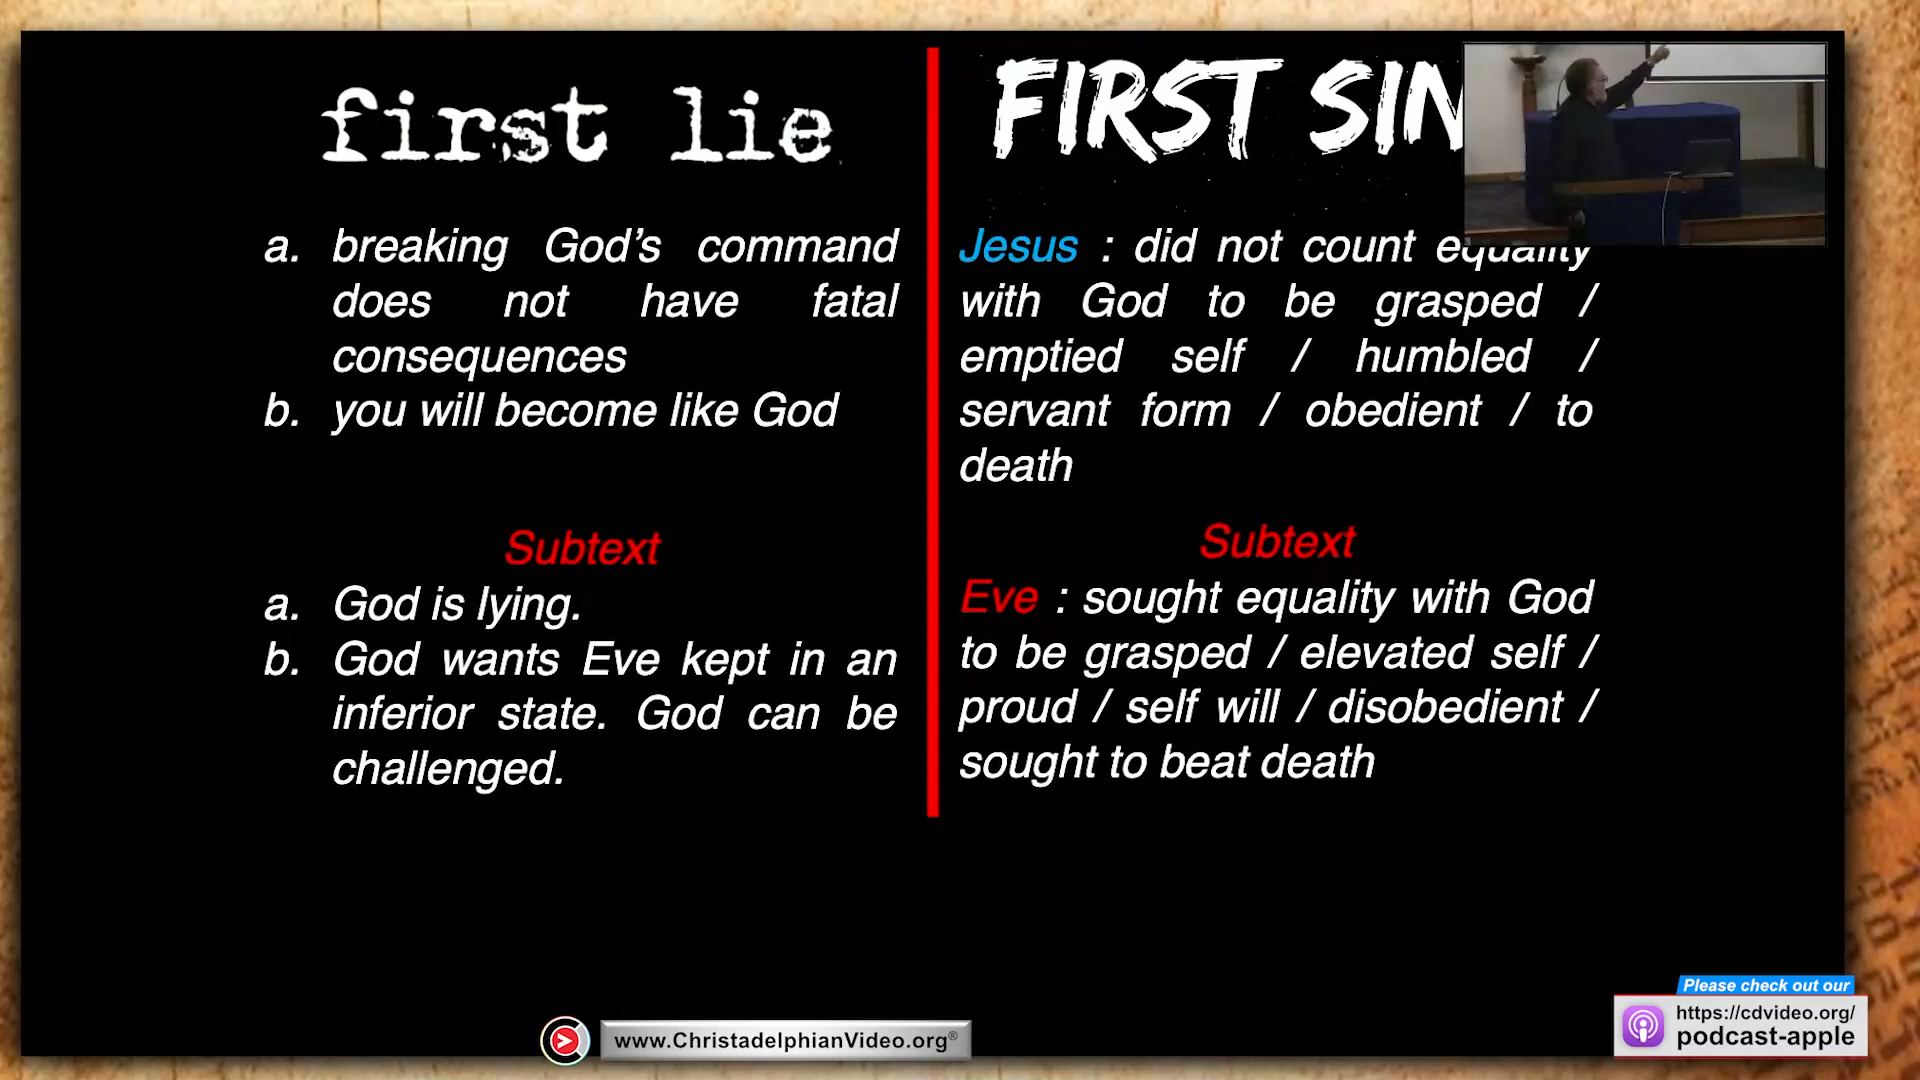 first lie
a. breaking God's command
does not have fatal
consequences
b. you will become like God
Subtext
a. God is lying.
b. God wants Eve kept in an
inferior state. God can be
challenged.
FIRST SIN
Jesus : did not count equality
with God to be grasped /
emptied self / humbled /
servant form / obedient / to
death
Subtext
Eve : sought equality with God
to be grasped / elevated self /
proud / self will / disobedient /
sought to beat death
www.ChristadelphianVideo.org®
Please check out our
https://cdvideo.org/
podcast-apple